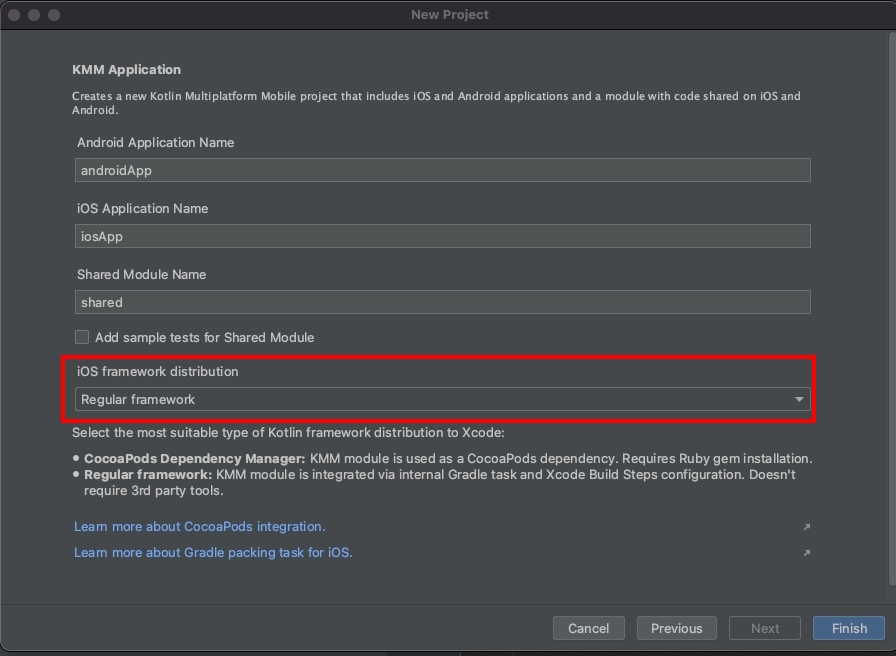 New Project
KMM Application
Creates a new Kotlin Multiplatform Mobile project that includes iOS and Android applications and a module with code shared on iOS and
Android.
Android Application Name
androidApp
iOS Application Name
iosApp
Shared Module Name
shared
Add sample tests for Shared Module
iOS framework distribution
Regular framework
Select the most suitable type of Kotlin framework distribution to Xcode:
• CocoaPods Dependency Manager: KMM module is used as a CocoaPods dependency. Requires Ruby gem installation.
• Regular framework: KMM module is integrated via internal Gradle task and Xcode Build Steps configuration. Doesn't
require 3rd party tools.
Learn more about CocoaPods integration.
Learn more about Gradle packing task for iOS.
Cancel Previous Next Finish